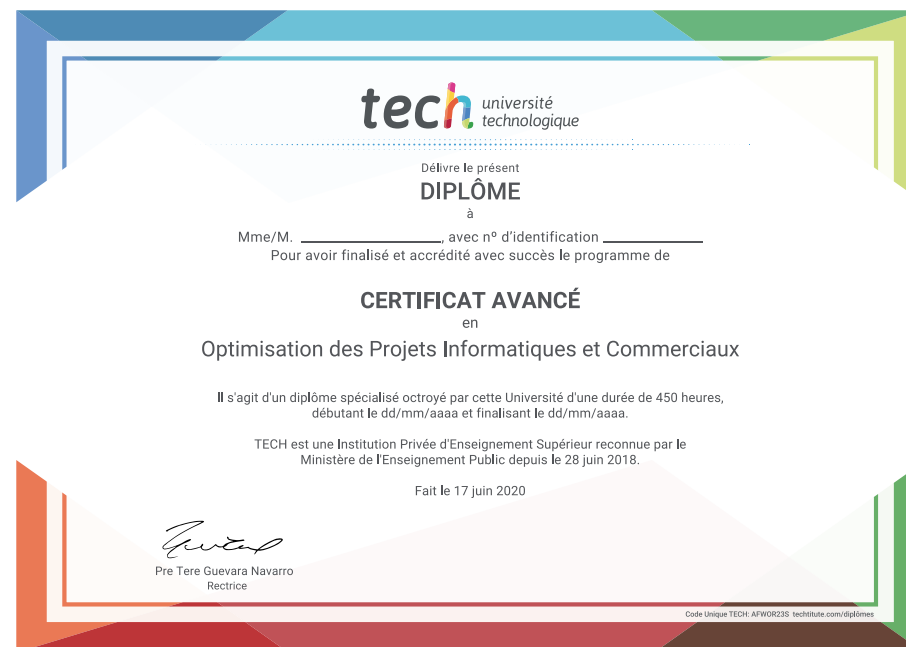 tech université
technologique
Délivre le présent
DIPLÔME
à
Mme/M. ____________________, avec nº d'identification ______________
Pour avoir finalisé et accrédité avec succès le programme de
CERTIFICAT AVANCÉ
en
Optimisation des Projets Informatiques et Commerciaux
Il s'agit d'un diplôme spécialisé octroyé par cette Université d'une durée de 450 heures,
débutant le dd/mm/aaaa et finalisant le dd/mm/aaaa.
TECH est une Institution Privée d'Enseignement Supérieur reconnue par le
Ministère de l'Enseignement Public depuis le 28 juin 2018.
Fait le 17 juin 2020
Pre Tere Guevara Navarro
Rectrice
Code Unique TECH: AFWOR23S techtitute.com/diplômes